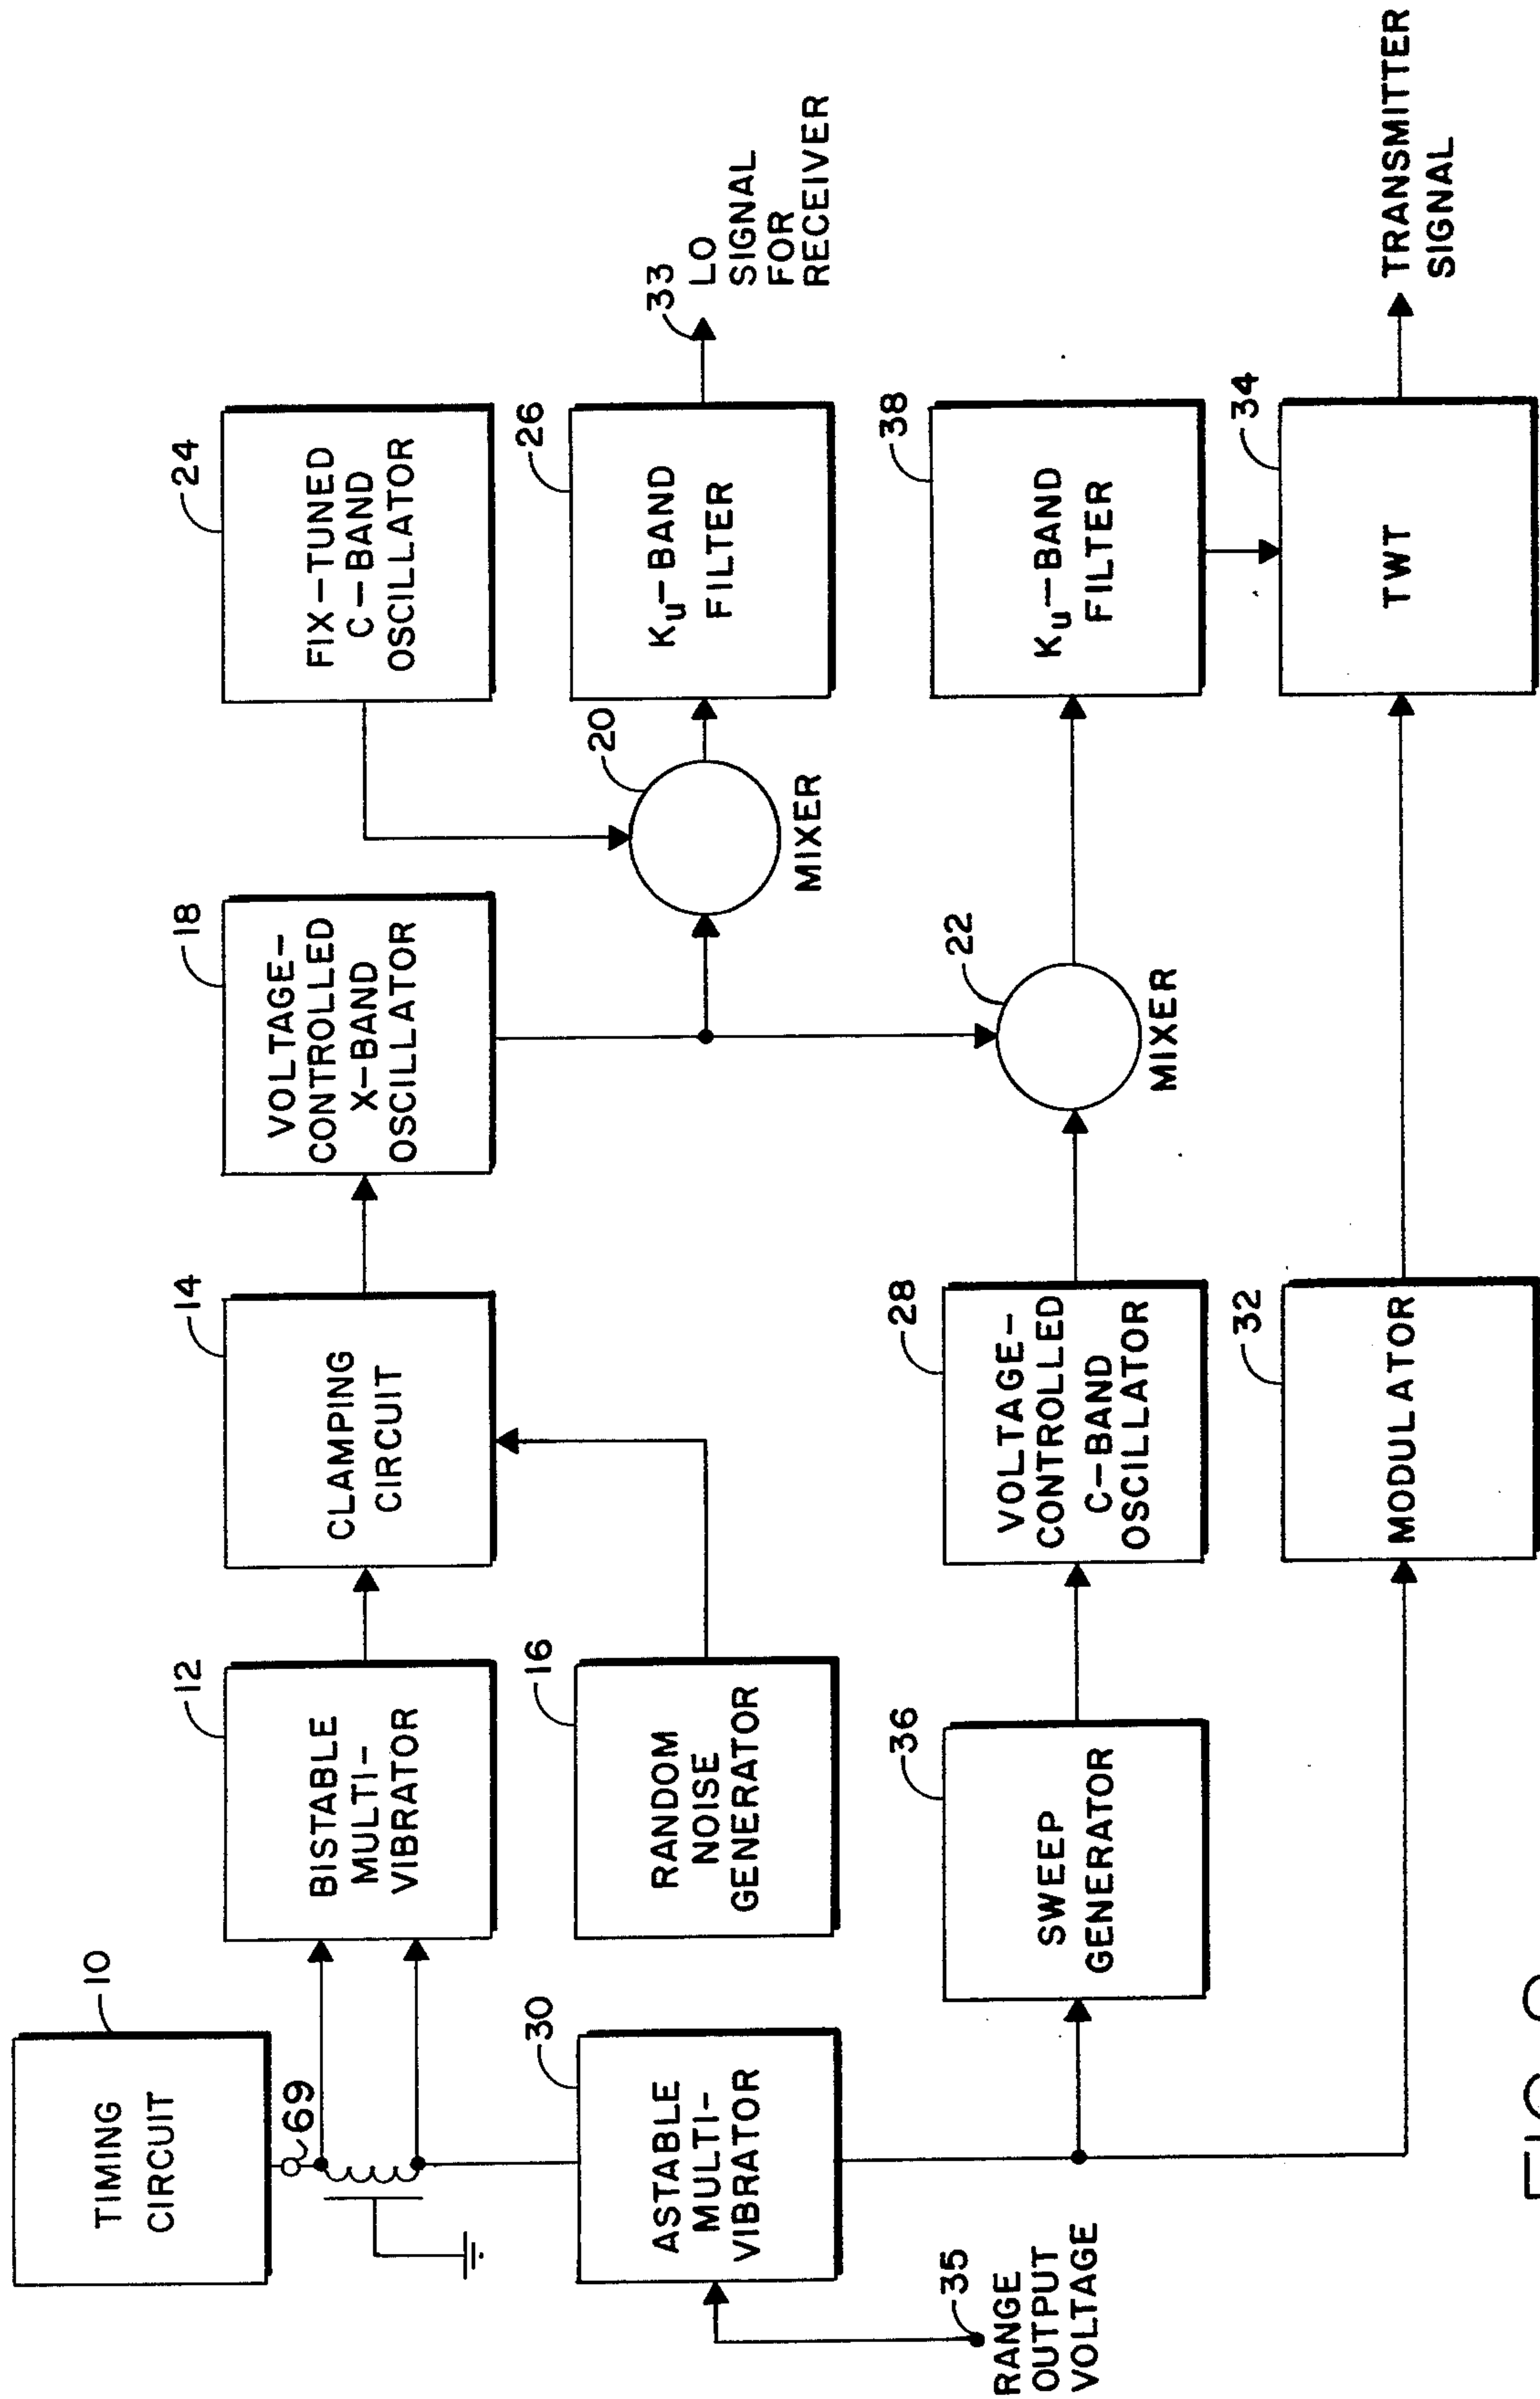 10
TIMING
CIRCUIT
69
12
BISTABLE
MULTI-
VIBRATOR
14
CLAMPING
CIRCUIT
18
VOLTAGE-
CONTROLLED
X-BAND
OSCILLATOR
24
FIX-TUNED
C-BAND
OSCILLATOR
16
RANDOM
NOISE
GENERATOR
20
MIXER
26
Ku-BAND
FILTER
33
LO
SIGNAL
FOR
RECEIVER
30
ASTABLE
MULTI-
VIBRATOR
35
RANGE
OUTPUT
VOLTAGE
36
SWEEP
GENERATOR
28
VOLTAGE-
CONTROLLED
C-BAND
OSCILLATOR
22
MIXER
38
Ku-BAND
FILTER
32
MODULATOR
34
TWT
TRANSMITTER
SIGNAL